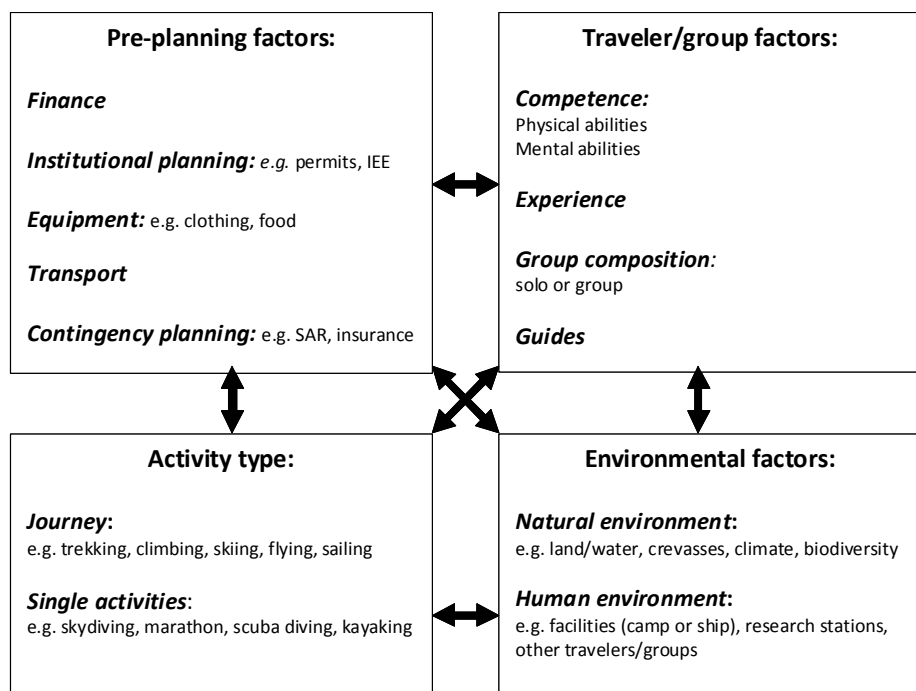 Pre-planning factors:
Finance
Institutional planning: e.g. permits, IEE
Equipment: e.g. clothing, food
Transport
Contingency planning: e.g. SAR, insurance
Traveler/group factors:
Competence:
Physical abilities
Mental abilities
Experience
Group composition:
solo or group
Guides
Activity type:
Journey:
e.g. trekking, climbing, skiing, flying, sailing
Single activities:
e.g. skydiving, marathon, scuba diving, kayaking
Environmental factors:
Natural environment:
e.g. land/water, crevasses, climate, biodiversity
Human environment:
e.g. facilities (camp or ship), research stations,
other travelers/groups